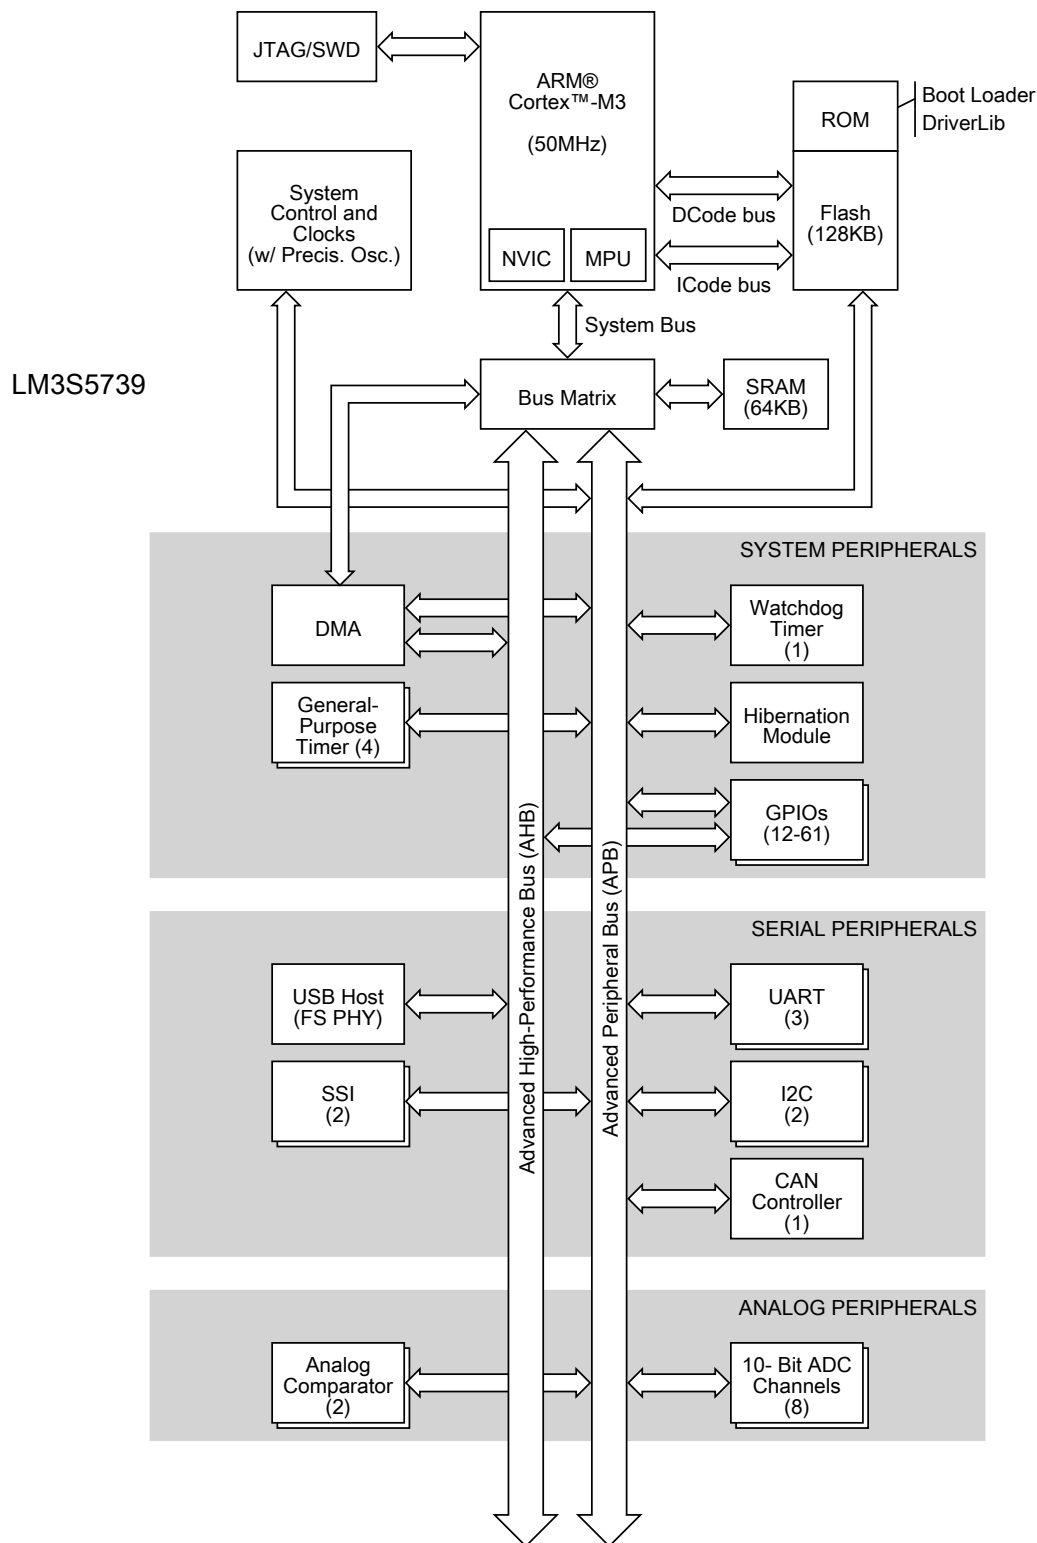 JTAG/SWD
ARM®
Cortex™-M3
(50MHz)
NVIC
MPU
ROM
Boot Loader
DriverLib
Flash
(128KB)
DCode bus
ICode bus
System
Control and
Clocks
(w/ Precis. Osc.)
System Bus
LM3S5739
Bus Matrix
SRAM
(64KB)
SYSTEM PERIPHERALS
DMA
Watchdog
Timer
(1)
General-
Purpose
Timer (4)
Hibernation
Module
GPIOs
(12-61)
Advanced High-Performance Bus (AHB)
Advanced Peripheral Bus (APB)
SERIAL PERIPHERALS
USB Host
(FS PHY)
UART
(3)
SSI
(2)
I2C
(2)
CAN
Controller
(1)
ANALOG PERIPHERALS
Analog
Comparator
(2)
10- Bit ADC
Channels
(8)